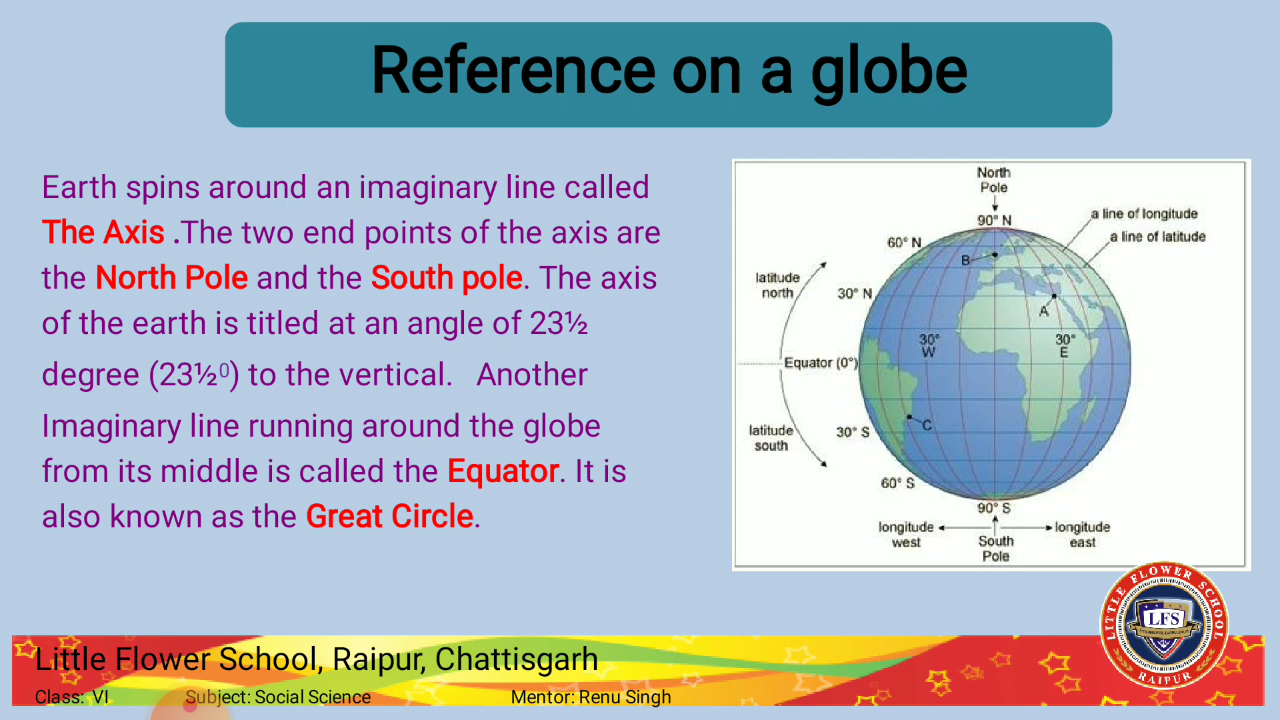 Reference on a globe
Earth spins around an imaginary line called
The Axis .The two end points of the axis are
the North Pole and the South pole. The axis
of the earth is titled at an angle of 23½
degree (23½⁰) to the vertical. Another
Imaginary line running around the globe
from its middle is called the Equator. It is
also known as the Great Circle.
North
Pole
90° N
a line of longitude
a line of latitude
60° N
B
latitude
north
30° N
A
30°
W
30°
E
Equator (0°)
C
latitude
south
30° S
60° S
90° S
longitude
west
South
Pole
longitude
east
LITTLE FLOWER SCHOOL
LFS
RAIPUR
Little Flower School, Raipur, Chattisgarh
Class: VI Subject: Social Science Mentor: Renu Singh